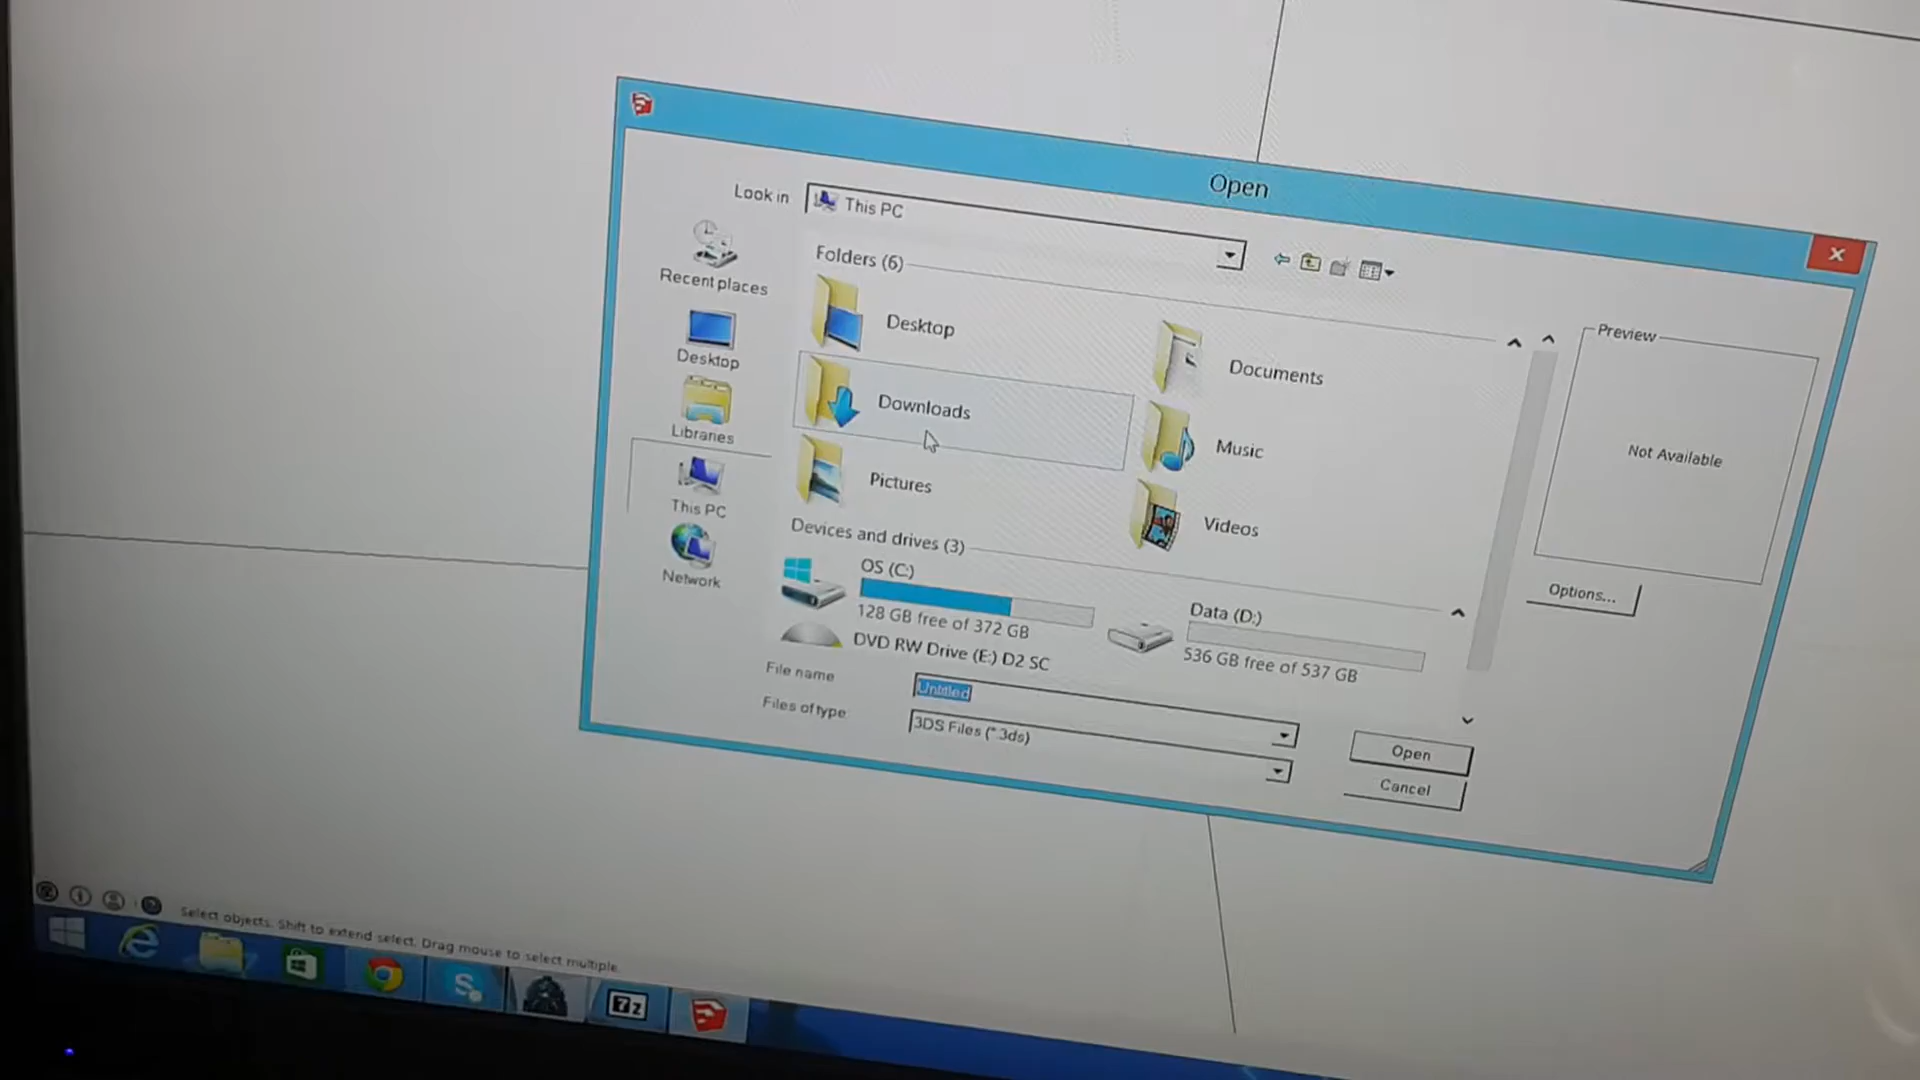 Open
Look in
This PC
Recent places
Desktop
Libraries
This PC
Network
Folders (6)
Desktop
Documents
Downloads
Music
Pictures
Videos
Devices and drives (3)
OS (C:)
128 GB free of 372 GB
Data (D:)
536 GB free of 537 GB
DVD RW Drive (E:) D2 SC
Preview
Not Available
Options...
File name
Untitled
Files of type
3DS Files (*.3ds)
Open
Cancel
Select objects. Shift to extend select. Drag mouse to select multiple.
7z